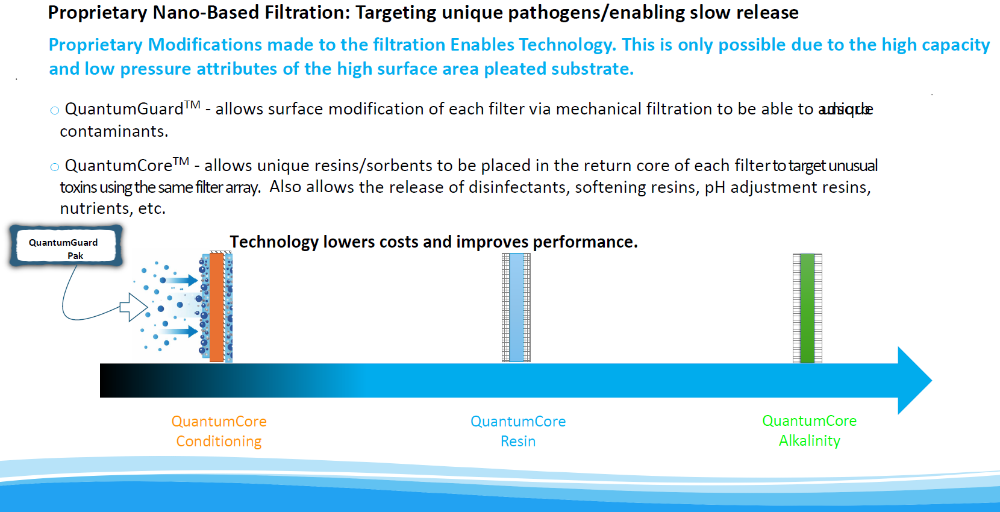 Proprietary Nano-Based Filtration: Targeting unique pathogens/enabling slow release
Proprietary Modifications made to the filtration Enables Technology. This is only possible due to the high capacity
and low pressure attributes of the high surface area pleated substrate.
QuantumGuard™ - allows surface modification of each filter via mechanical filtration to be able to adsorb unique
contaminants.
QuantumCore™ - allows unique resins/sorbents to be placed in the return core of each filter to target unusual
toxins using the same filter array. Also allows the release of disinfectants, softening resins, pH adjustment resins,
nutrients, etc.
QuantumGuard
Pak
Technology lowers costs and improves performance.
QuantumCore
Conditioning
QuantumCore
Resin
QuantumCore
Alkalinity